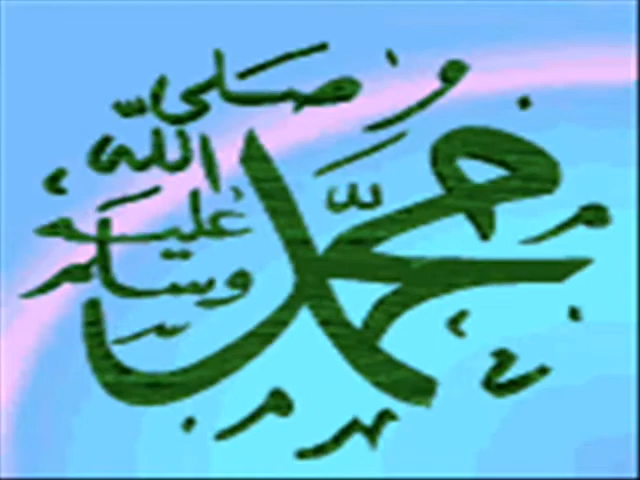 محمد
صلى
الله
عليه
وسلم